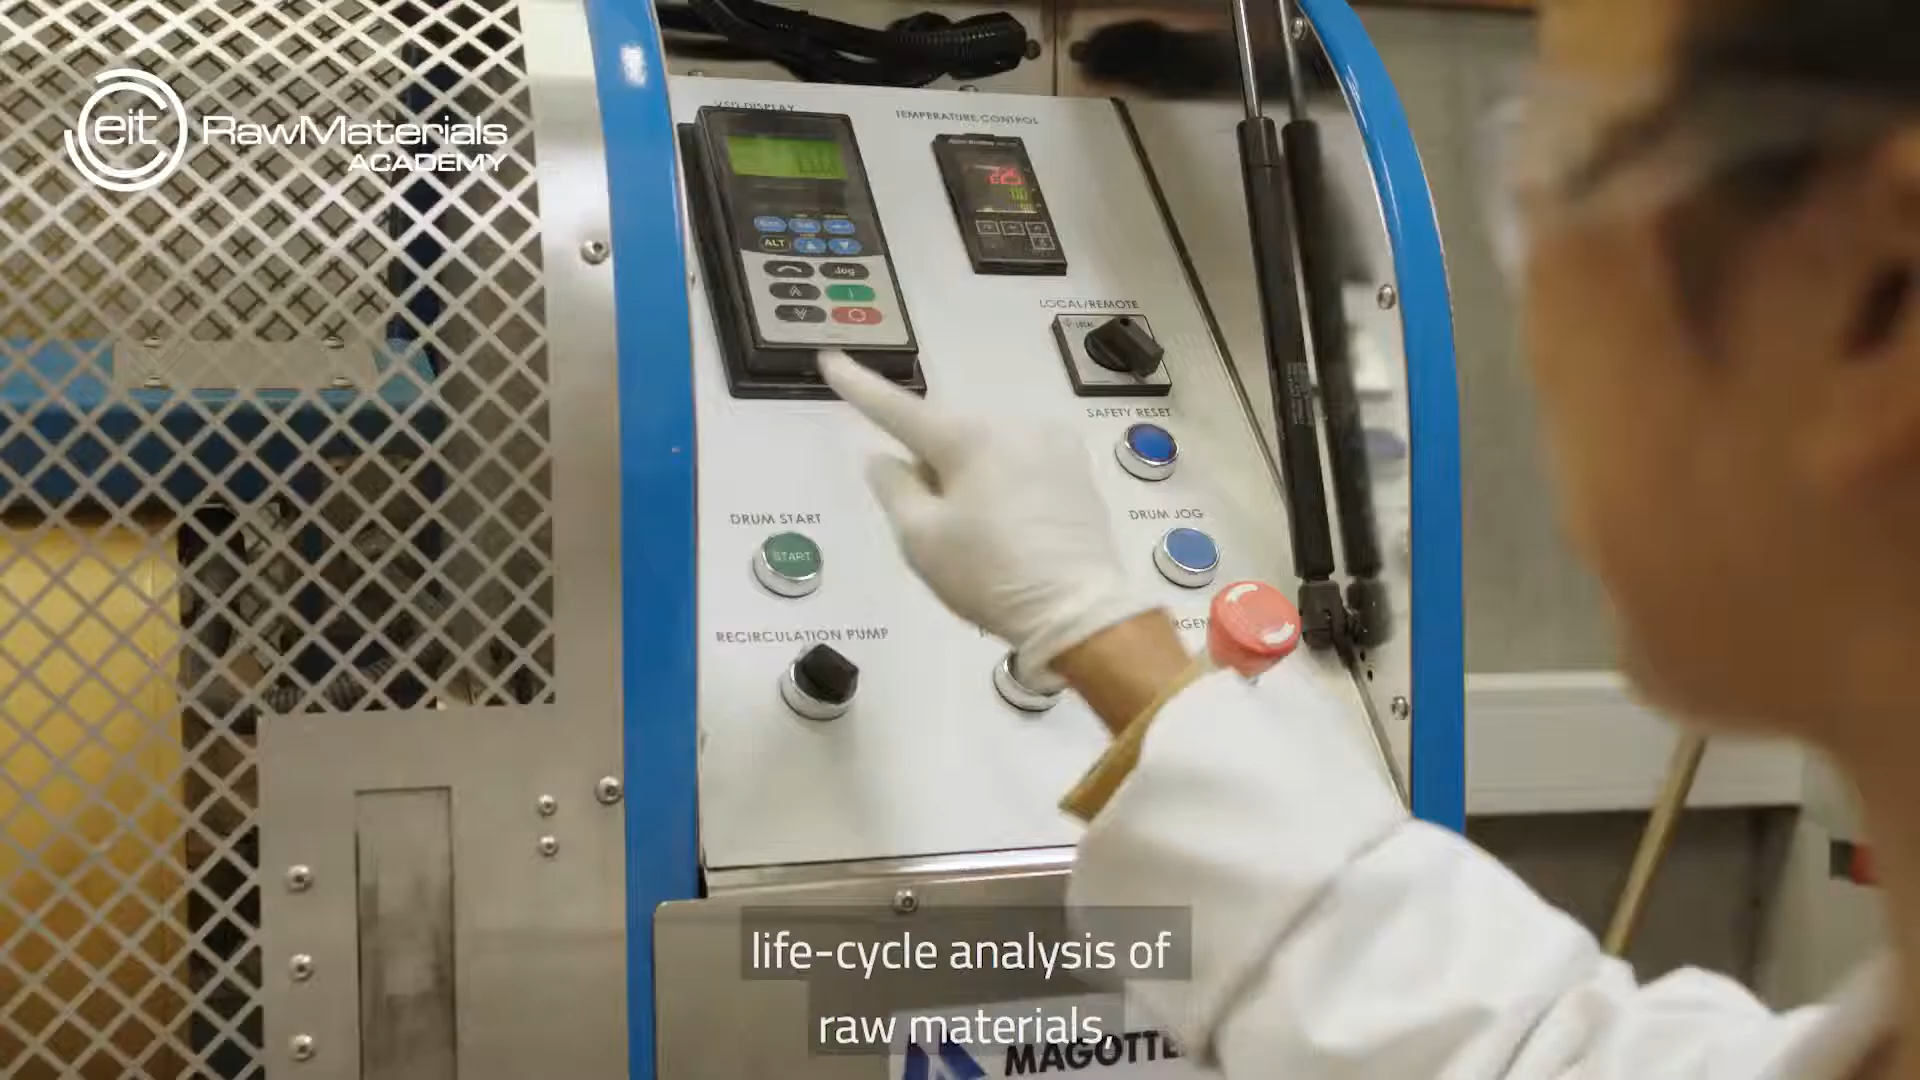 eit RawMaterials
ACADEMY
VSD DISPLAY
TEMPERATURE CONTROL
225
ALT
Jog
LOCAL/REMOTE
LOCAL
SAFETY RESET
DRUM START
START
DRUM JOG
RECIRCULATION PUMP
life-cycle analysis of
raw materials,
MAGOTTE